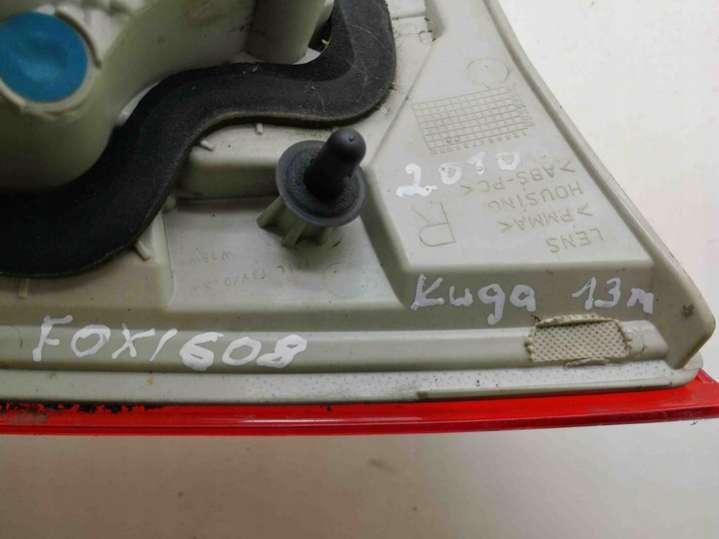 2010
>ABS-PC<
HOUSING
>PMMA<
LENS
R
Kuga 13m
FOX1608